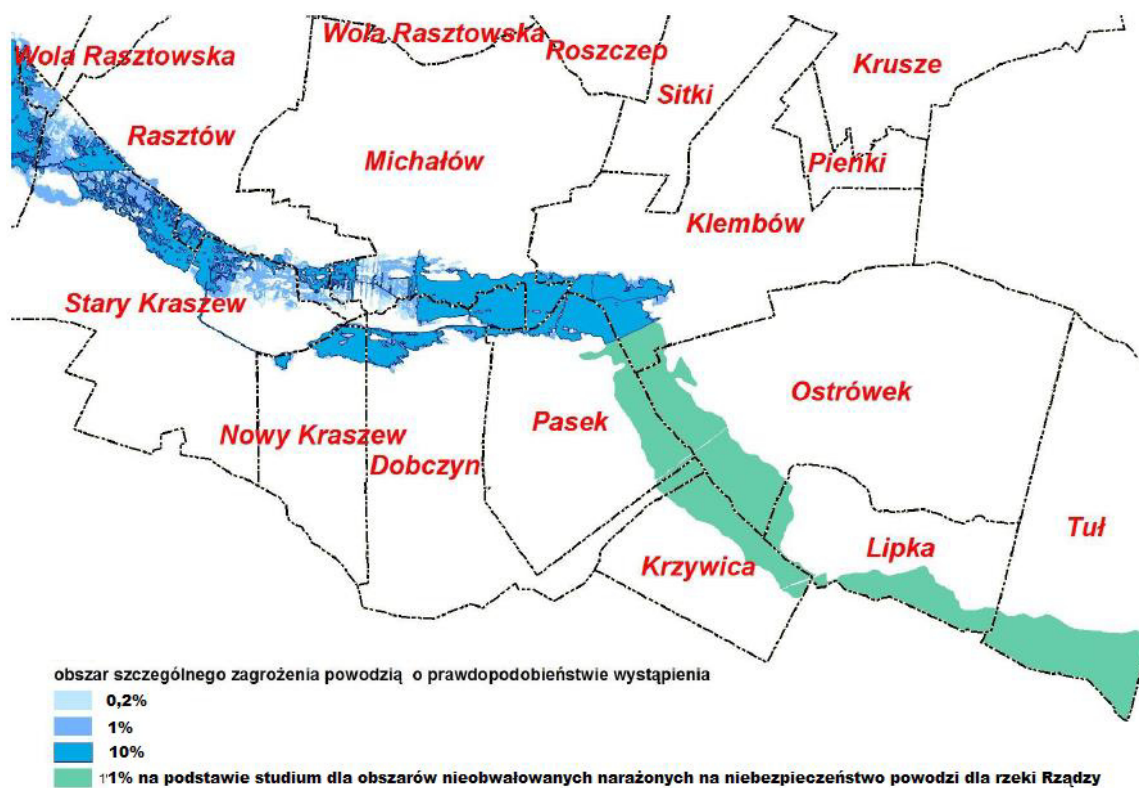 Wola Rasztowska
Wola Rasztowska
Roszczep
Krusze
Sitki
Rasztów
Michałów
Pieńki
Klembów
Stary Kraszew
Ostrówek
Nowy Kraszew
Pasek
Dobczyn
Tuł
Lipka
Krzywica
obszar szczególnego zagrożenia powodzią o prawdopodobieństwie wystąpienia
0,2%
1%
10%
1% na podstawie studium dla obszarów nieobwałowanych narażonych na niebezpieczeństwo powodzi dla rzeki Rządzy